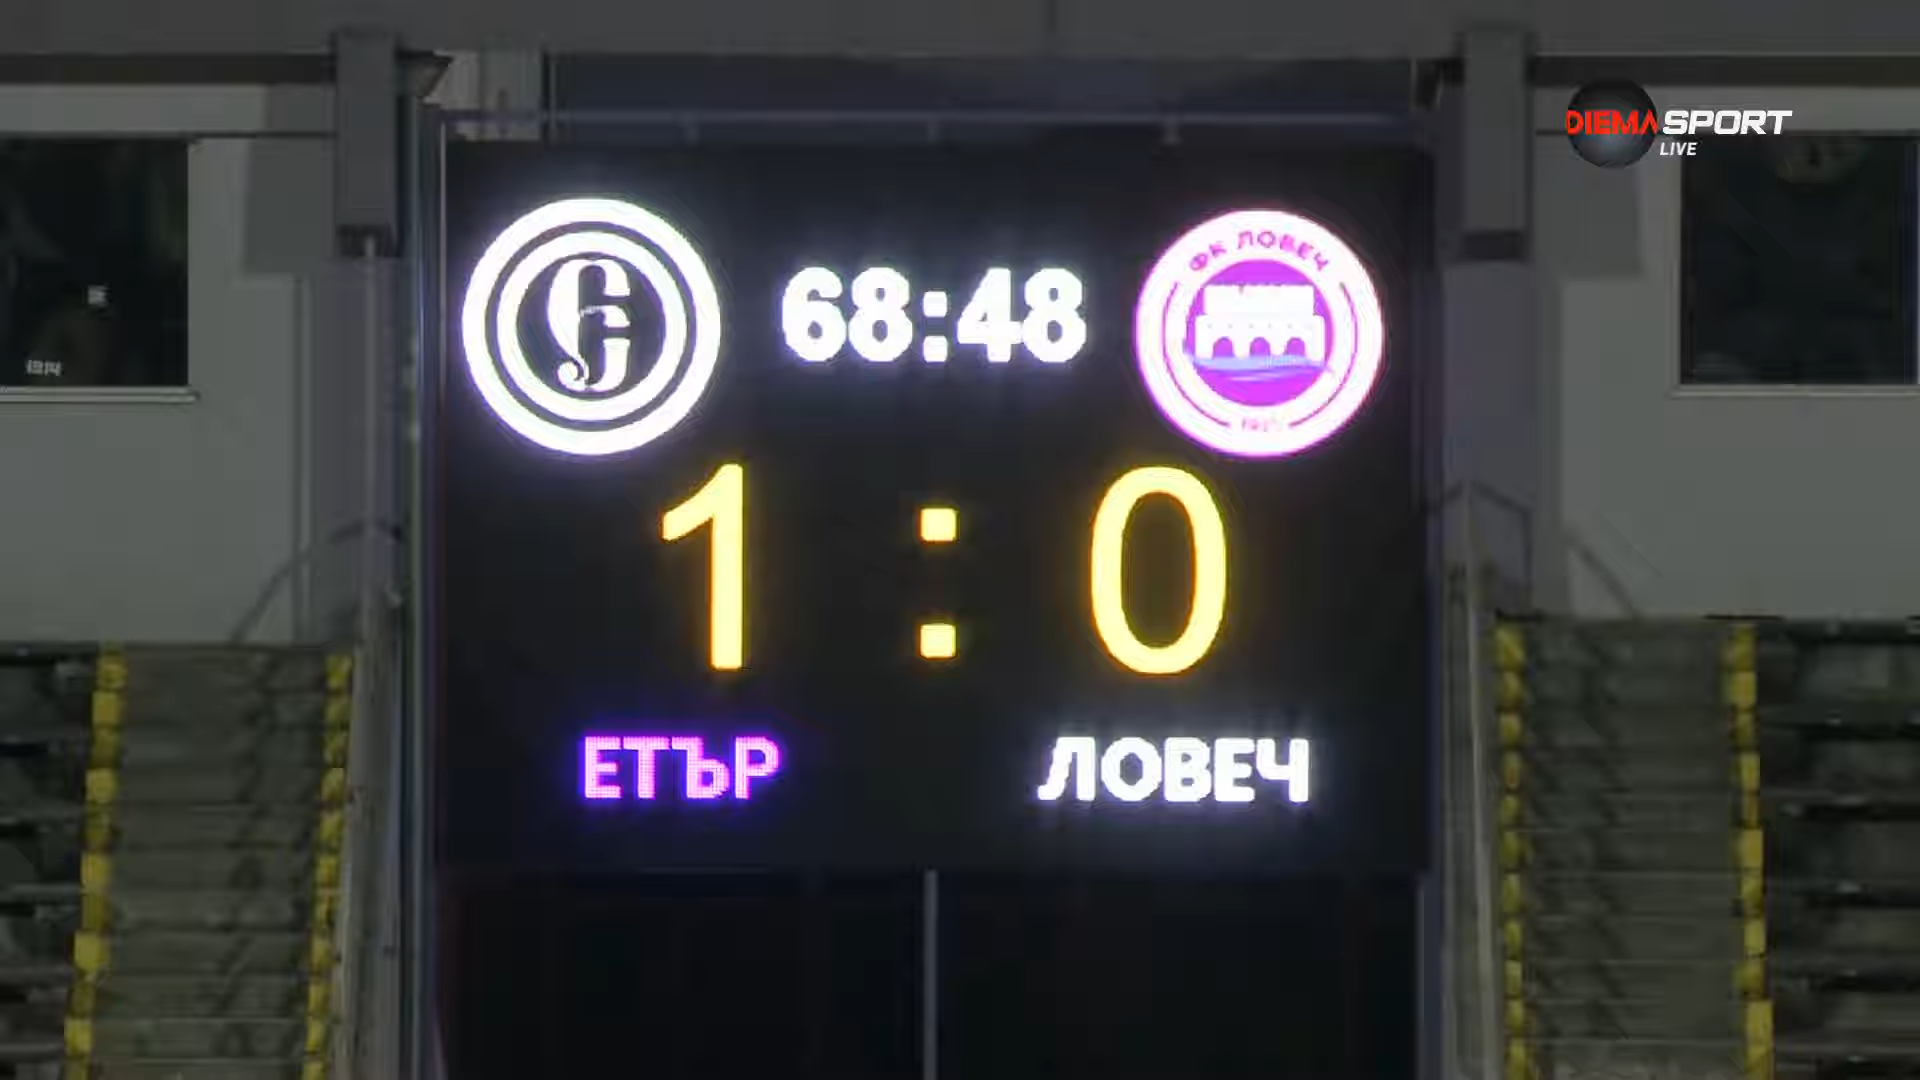 DIEMA SPORT
LIVE
68:48
ФК ЛОВЕЧ
1 : 0
ЕТЪР
ЛОВЕЧ